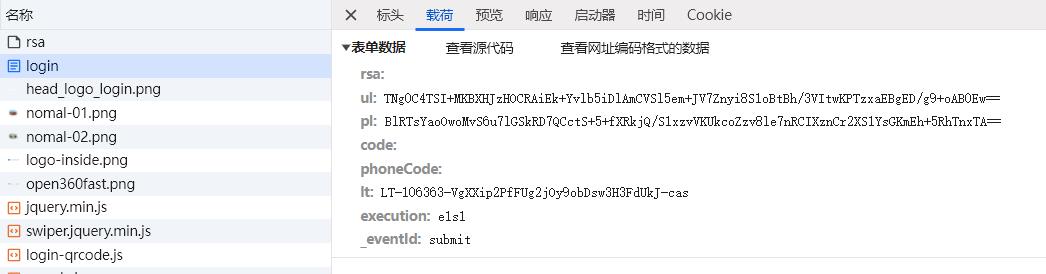 名称
rsa
login
head_logo_login.png
nomal-01.png
nomal-02.png
logo-inside.png
open360fast.png
jquery.min.js
swiper.jquery.min.js
login-qrcode.js
标头 载荷 预览 响应 启动器 时间 Cookie
表单数据 查看源代码 查看网址编码格式的数据
rsa:
ul: TNgOC4TSI+MKBXHJzHOCRAiEk+Yvlb5iDlAmCVSl5em+JV7Znyi8SloBtBh/3VItwKPTzxaEBgED/g9+oABOEw==
pl: BlRTsYaoOwoMvS6u7lGSkRD7QCctS+5+fXRkjQ/SlxzvVKUkcoZzv8le7nRCIXznCr2XS1YsGKmEh+5RhTnxTA==
code:
phoneCode:
lt: LT-106363-VgXXip2PfFUg2jOy9obDsw3H3FdUkJ-cas
execution: e1s1
_eventId: submit